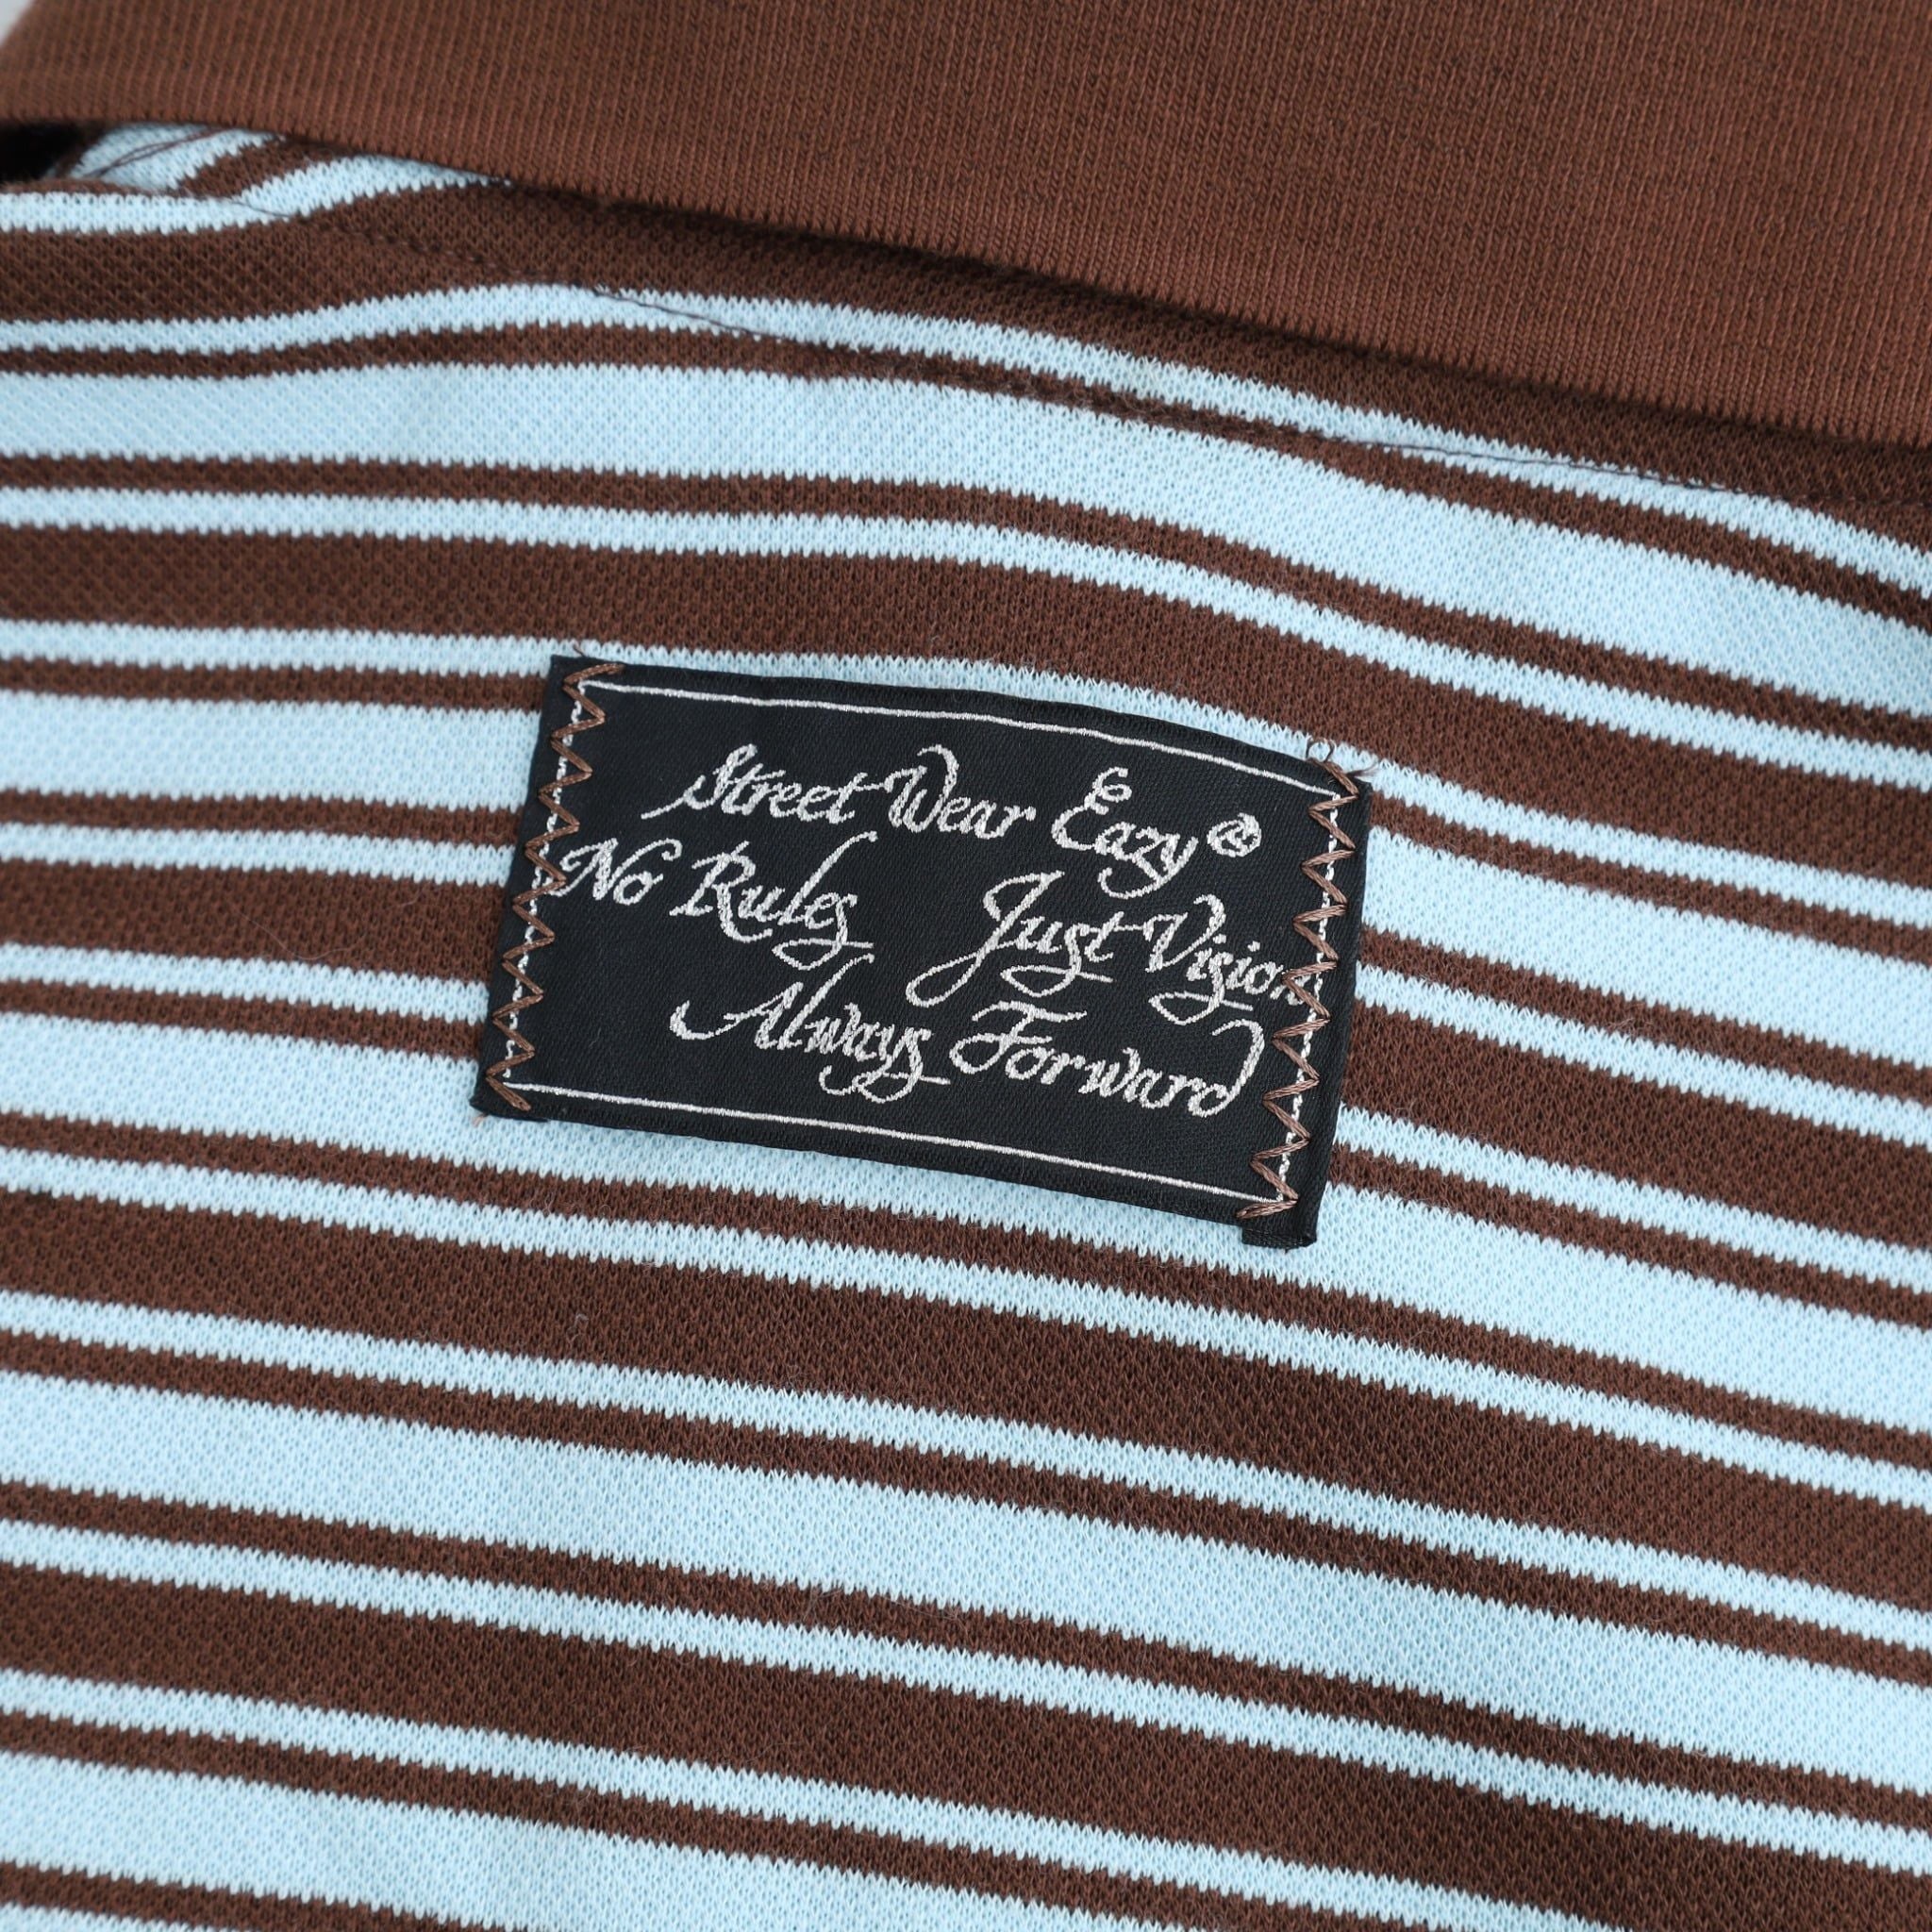 Street Wear Eazy®
No Rules Just Vision
Always Forward